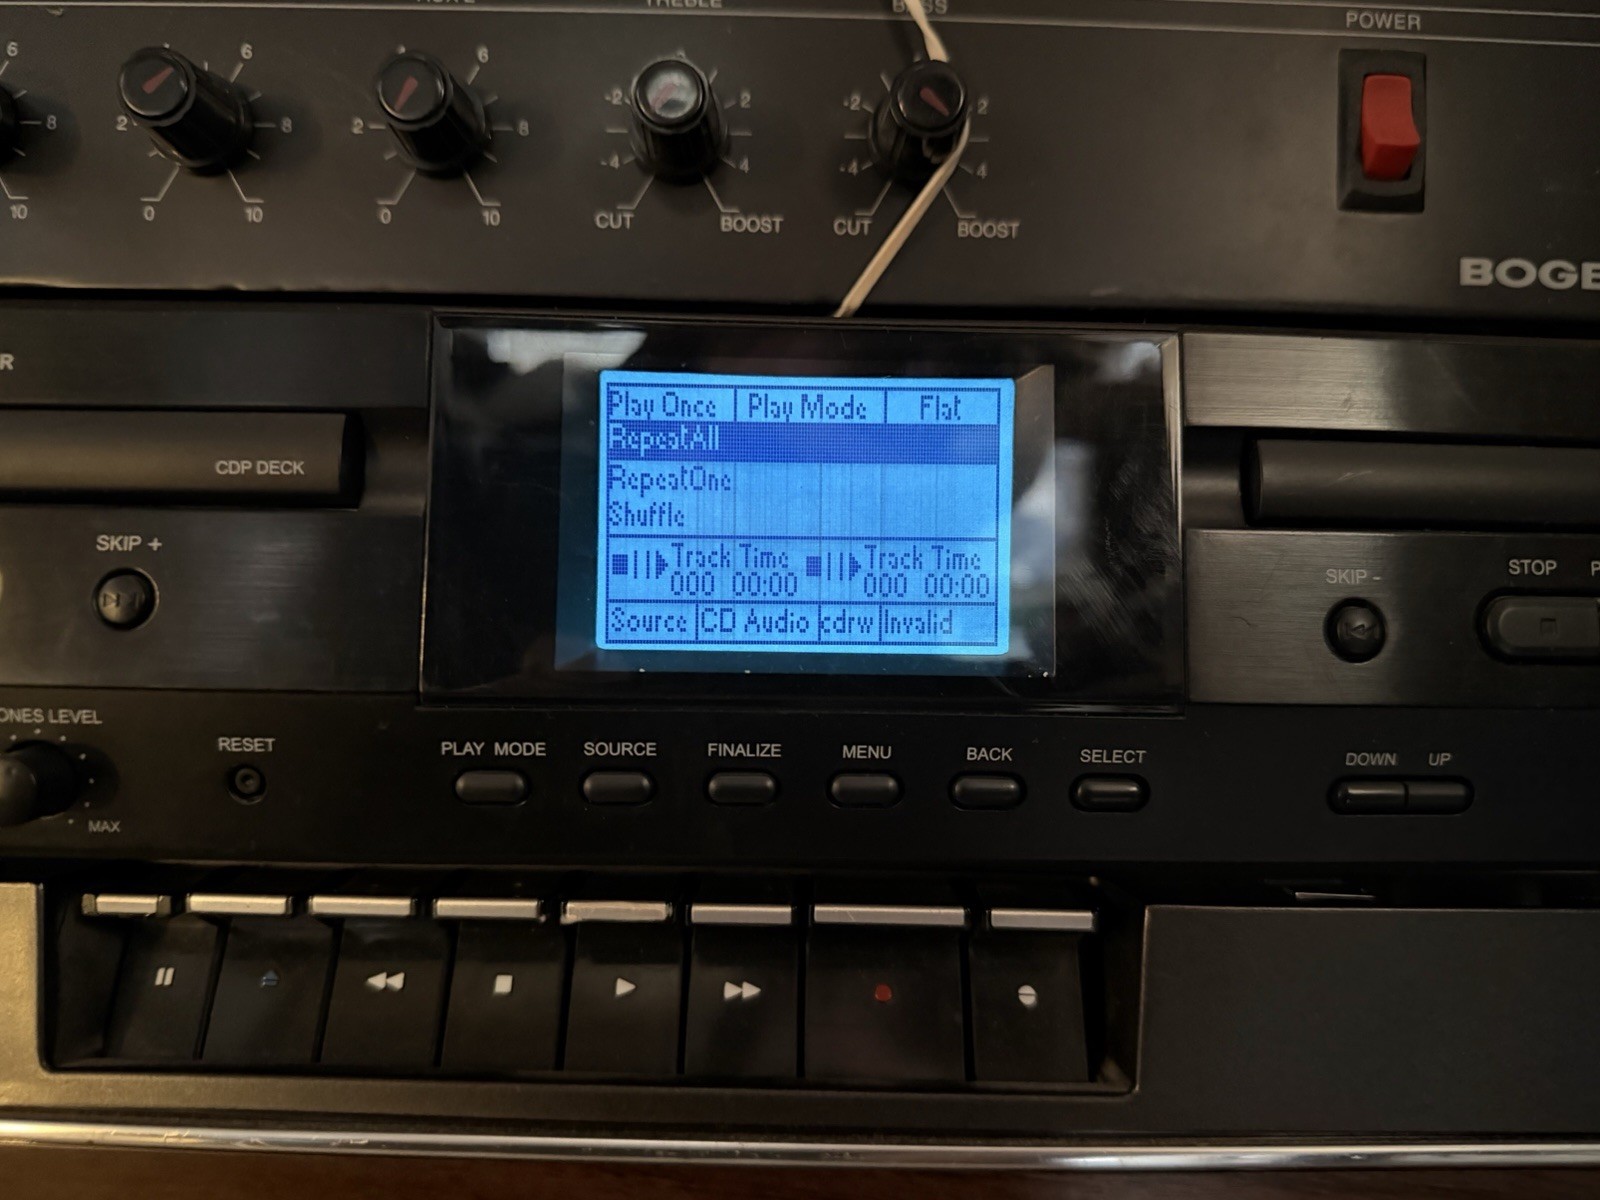 TREBLE
BASS
POWER
6 6 6
8 2 8 2 8 -2 2 -2 2
-4 4 -4 4
10 0 10 0 10 CUT BOOST CUT BOOST
BOGE
R
CDP DECK
Play Once Play Mode Flat
RepeatAll
RepeatOne
Shuffle
Track Time Track Time
000 00:00 000 00:00
Source CD Audio cdrw Invalid
SKIP +
SKIP -
STOP P
ONES LEVEL
MAX
RESET
PLAY MODE SOURCE FINALIZE MENU BACK SELECT
DOWN UP